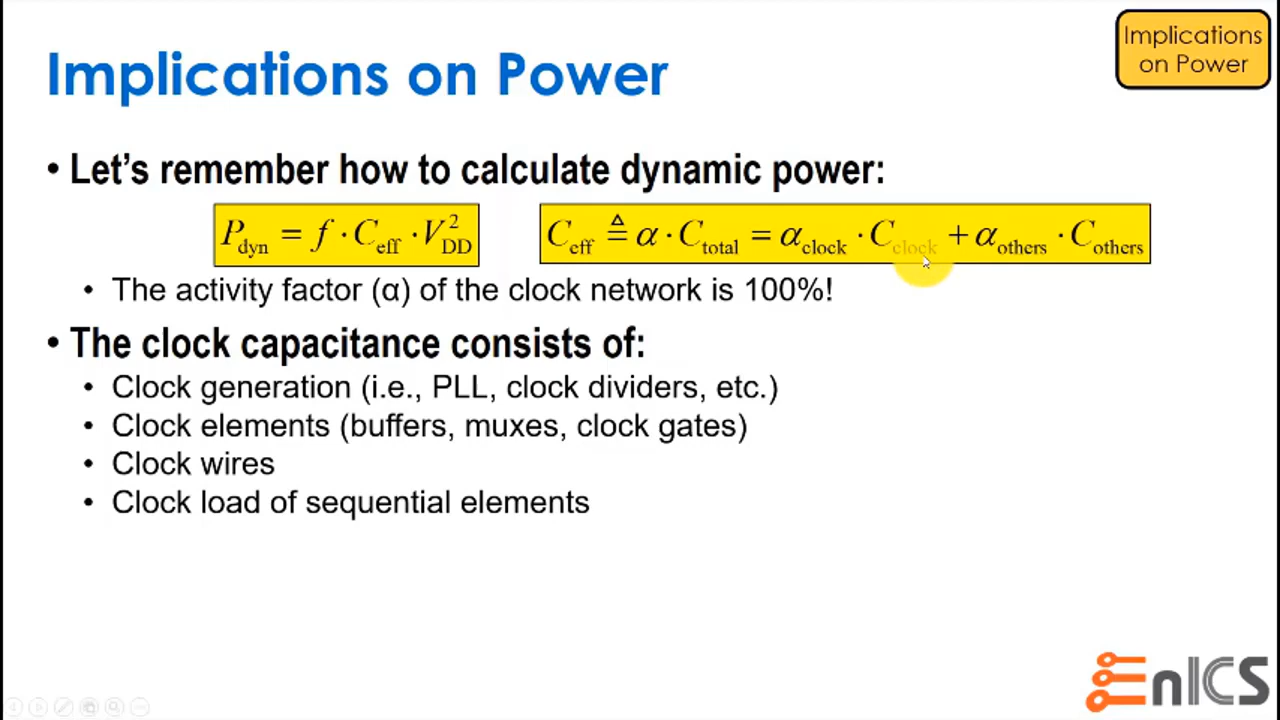 Implications
on Power
Implications on Power
• Let's remember how to calculate dynamic power:
P_dyn = f · C_eff · V_DD^2
C_eff ≜ α · C_total = α_clock · C_clock + α_others · C_others
• The activity factor (α) of the clock network is 100%!
• The clock capacitance consists of:
• Clock generation (i.e., PLL, clock dividers, etc.)
• Clock elements (buffers, muxes, clock gates)
• Clock wires
• Clock load of sequential elements
EnICS